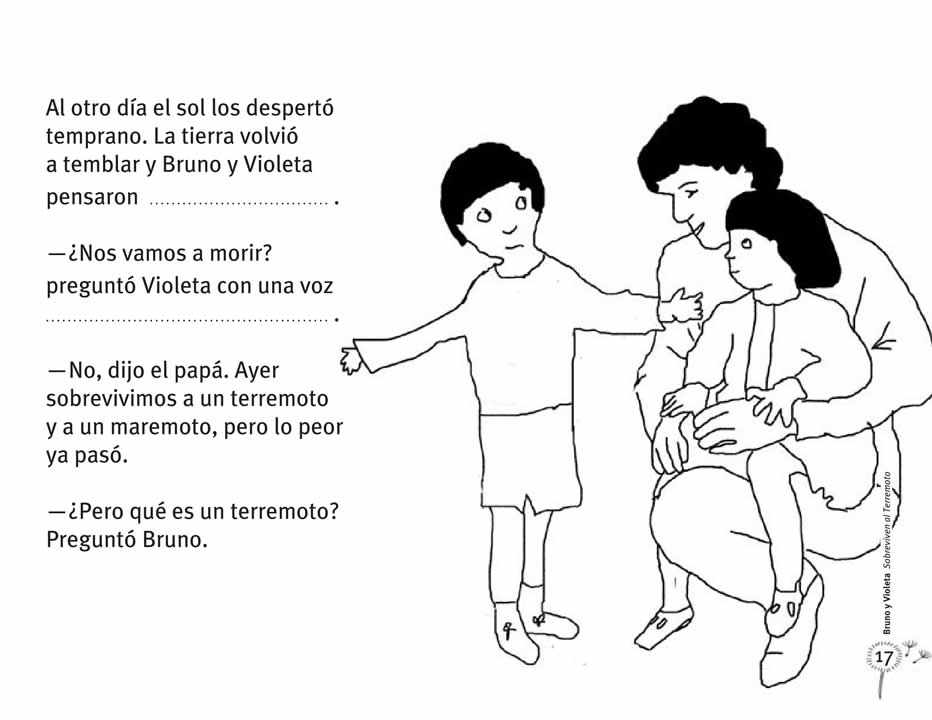 Al otro día el sol los despertó
temprano. La tierra volvió
a temblar y Bruno y Violeta
pensaron .................................. .
—¿Nos vamos a morir?
preguntó Violeta con una voz
..................................................... .
—No, dijo el papá. Ayer
sobrevivimos a un terremoto
y a un maremoto, pero lo peor
ya pasó.
—¿Pero qué es un terremoto?
Preguntó Bruno.
Bruno y Violeta Sobreviven al Terremoto
17